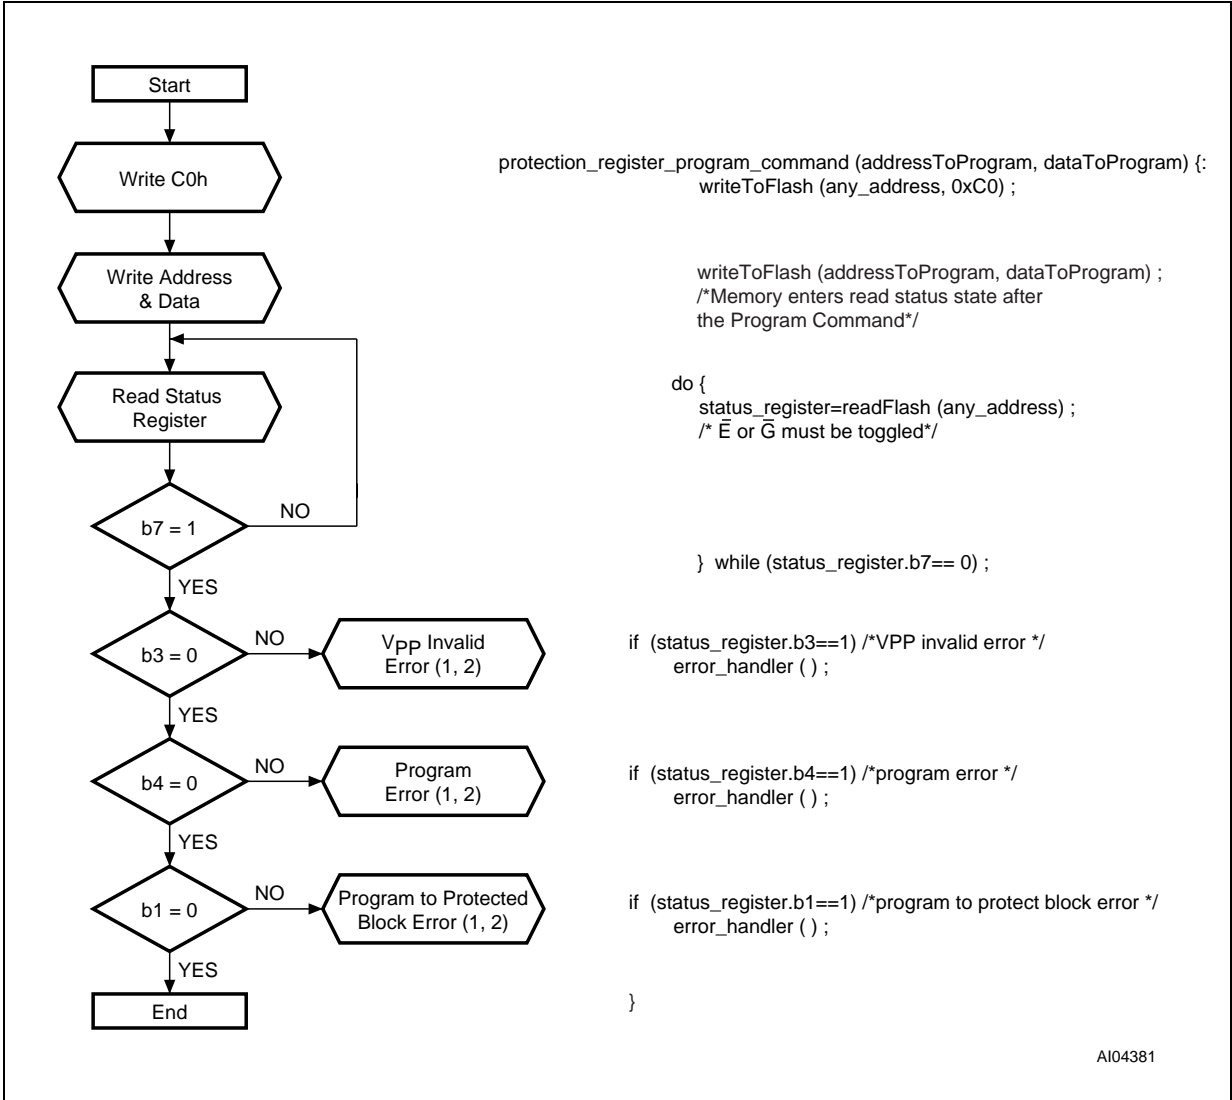 Start
Write C0h
protection_register_program_command (addressToProgram, dataToProgram) {:
writeToFlash (any_address, 0xC0) ;
Write Address
& Data
writeToFlash (addressToProgram, dataToProgram) ;
/*Memory enters read status state after
the Program Command*/
Read Status
Register
do {
status_register=readFlash (any_address) ;
/* E̅ or G̅ must be toggled*/
b7 = 1
NO
YES
} while (status_register.b7== 0) ;
b3 = 0
NO
YES
VPP Invalid
Error (1, 2)
if (status_register.b3==1) /*VPP invalid error */
error_handler ( ) ;
b4 = 0
NO
YES
Program
Error (1, 2)
if (status_register.b4==1) /*program error */
error_handler ( ) ;
b1 = 0
NO
YES
Program to Protected
Block Error (1, 2)
if (status_register.b1==1) /*program to protect block error */
error_handler ( ) ;
End
}
AI04381